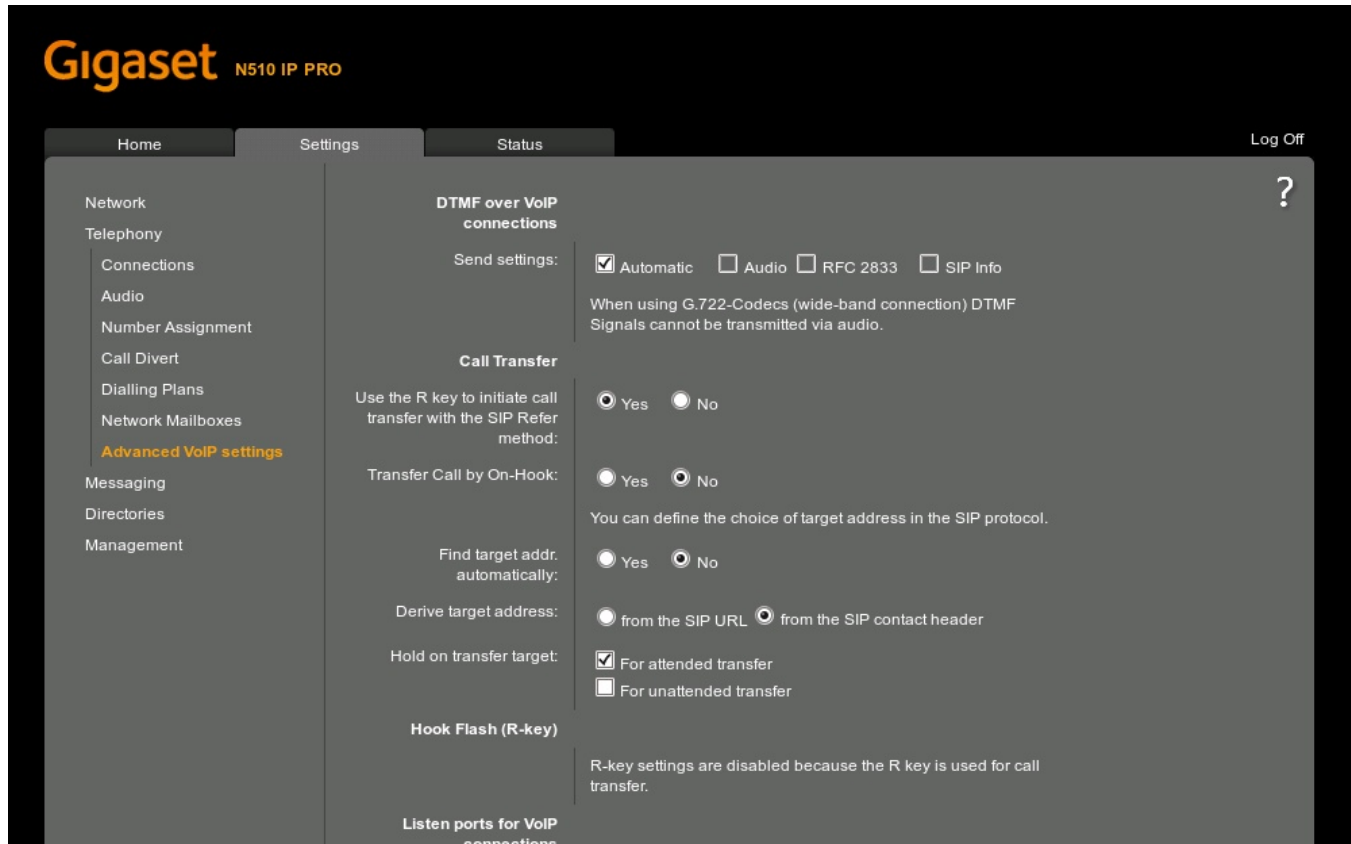 Gigaset N510 IP PRO
Home Settings Status Log Off
?
Network
Telephony
Connections
Audio
Number Assignment
Call Divert
Dialling Plans
Network Mailboxes
Advanced VoIP settings
Messaging
Directories
Management
DTMF over VoIP
connections
Send settings:
Automatic Audio RFC 2833 SIP Info
When using G.722-Codecs (wide-band connection) DTMF
Signals cannot be transmitted via audio.
Call Transfer
Use the R key to initiate call
transfer with the SIP Refer
method:
Yes No
Transfer Call by On-Hook:
Yes No
You can define the choice of target address in the SIP protocol.
Find target addr.
automatically:
Yes No
Derive target address:
from the SIP URL from the SIP contact header
Hold on transfer target:
For attended transfer
For unattended transfer
Hook Flash (R-key)
R-key settings are disabled because the R key is used for call
transfer.
Listen ports for VoIP
connections